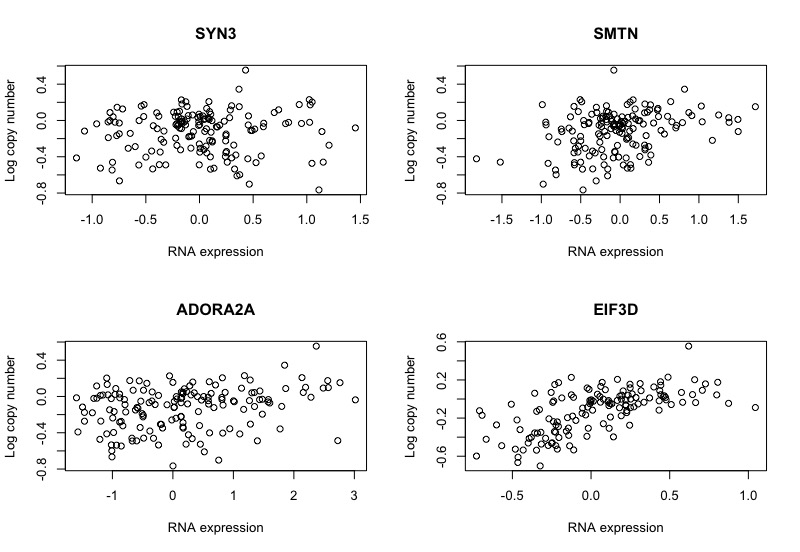 SYN3
Log copy number
0.4
0.0
-0.4
-0.8
-1.0 -0.5 0.0 0.5 1.0 1.5
RNA expression
SMTN
Log copy number
0.4
0.0
-0.4
-0.8
-1.5 -1.0 -0.5 0.0 0.5 1.0 1.5
RNA expression
ADORA2A
Log copy number
0.4
0.0
-0.4
-0.8
-1 0 1 2 3
RNA expression
EIF3D
Log copy number
0.6
0.2
-0.2
-0.6
-0.5 0.0 0.5 1.0
RNA expression